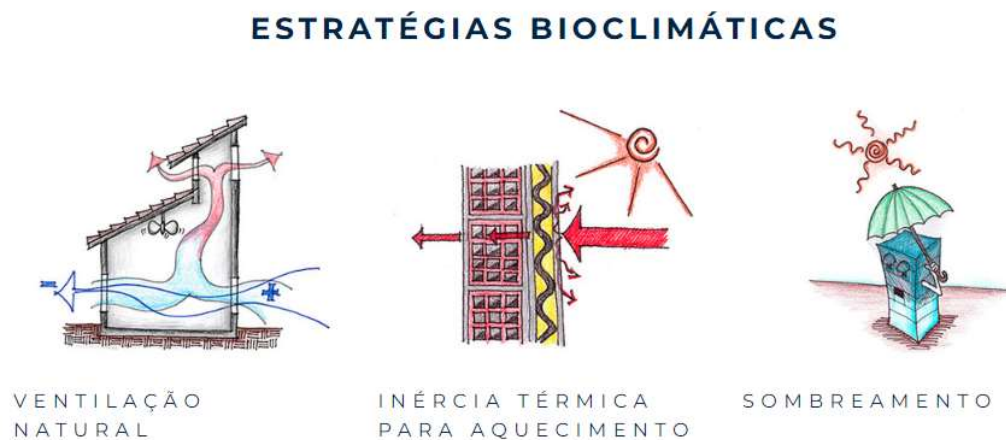 ESTRATÉGIAS BIOCLIMÁTICAS
VENTILAÇÃO
NATURAL
INÉRCIA TÉRMICA
PARA AQUECIMENTO
SOMBREAMENTO